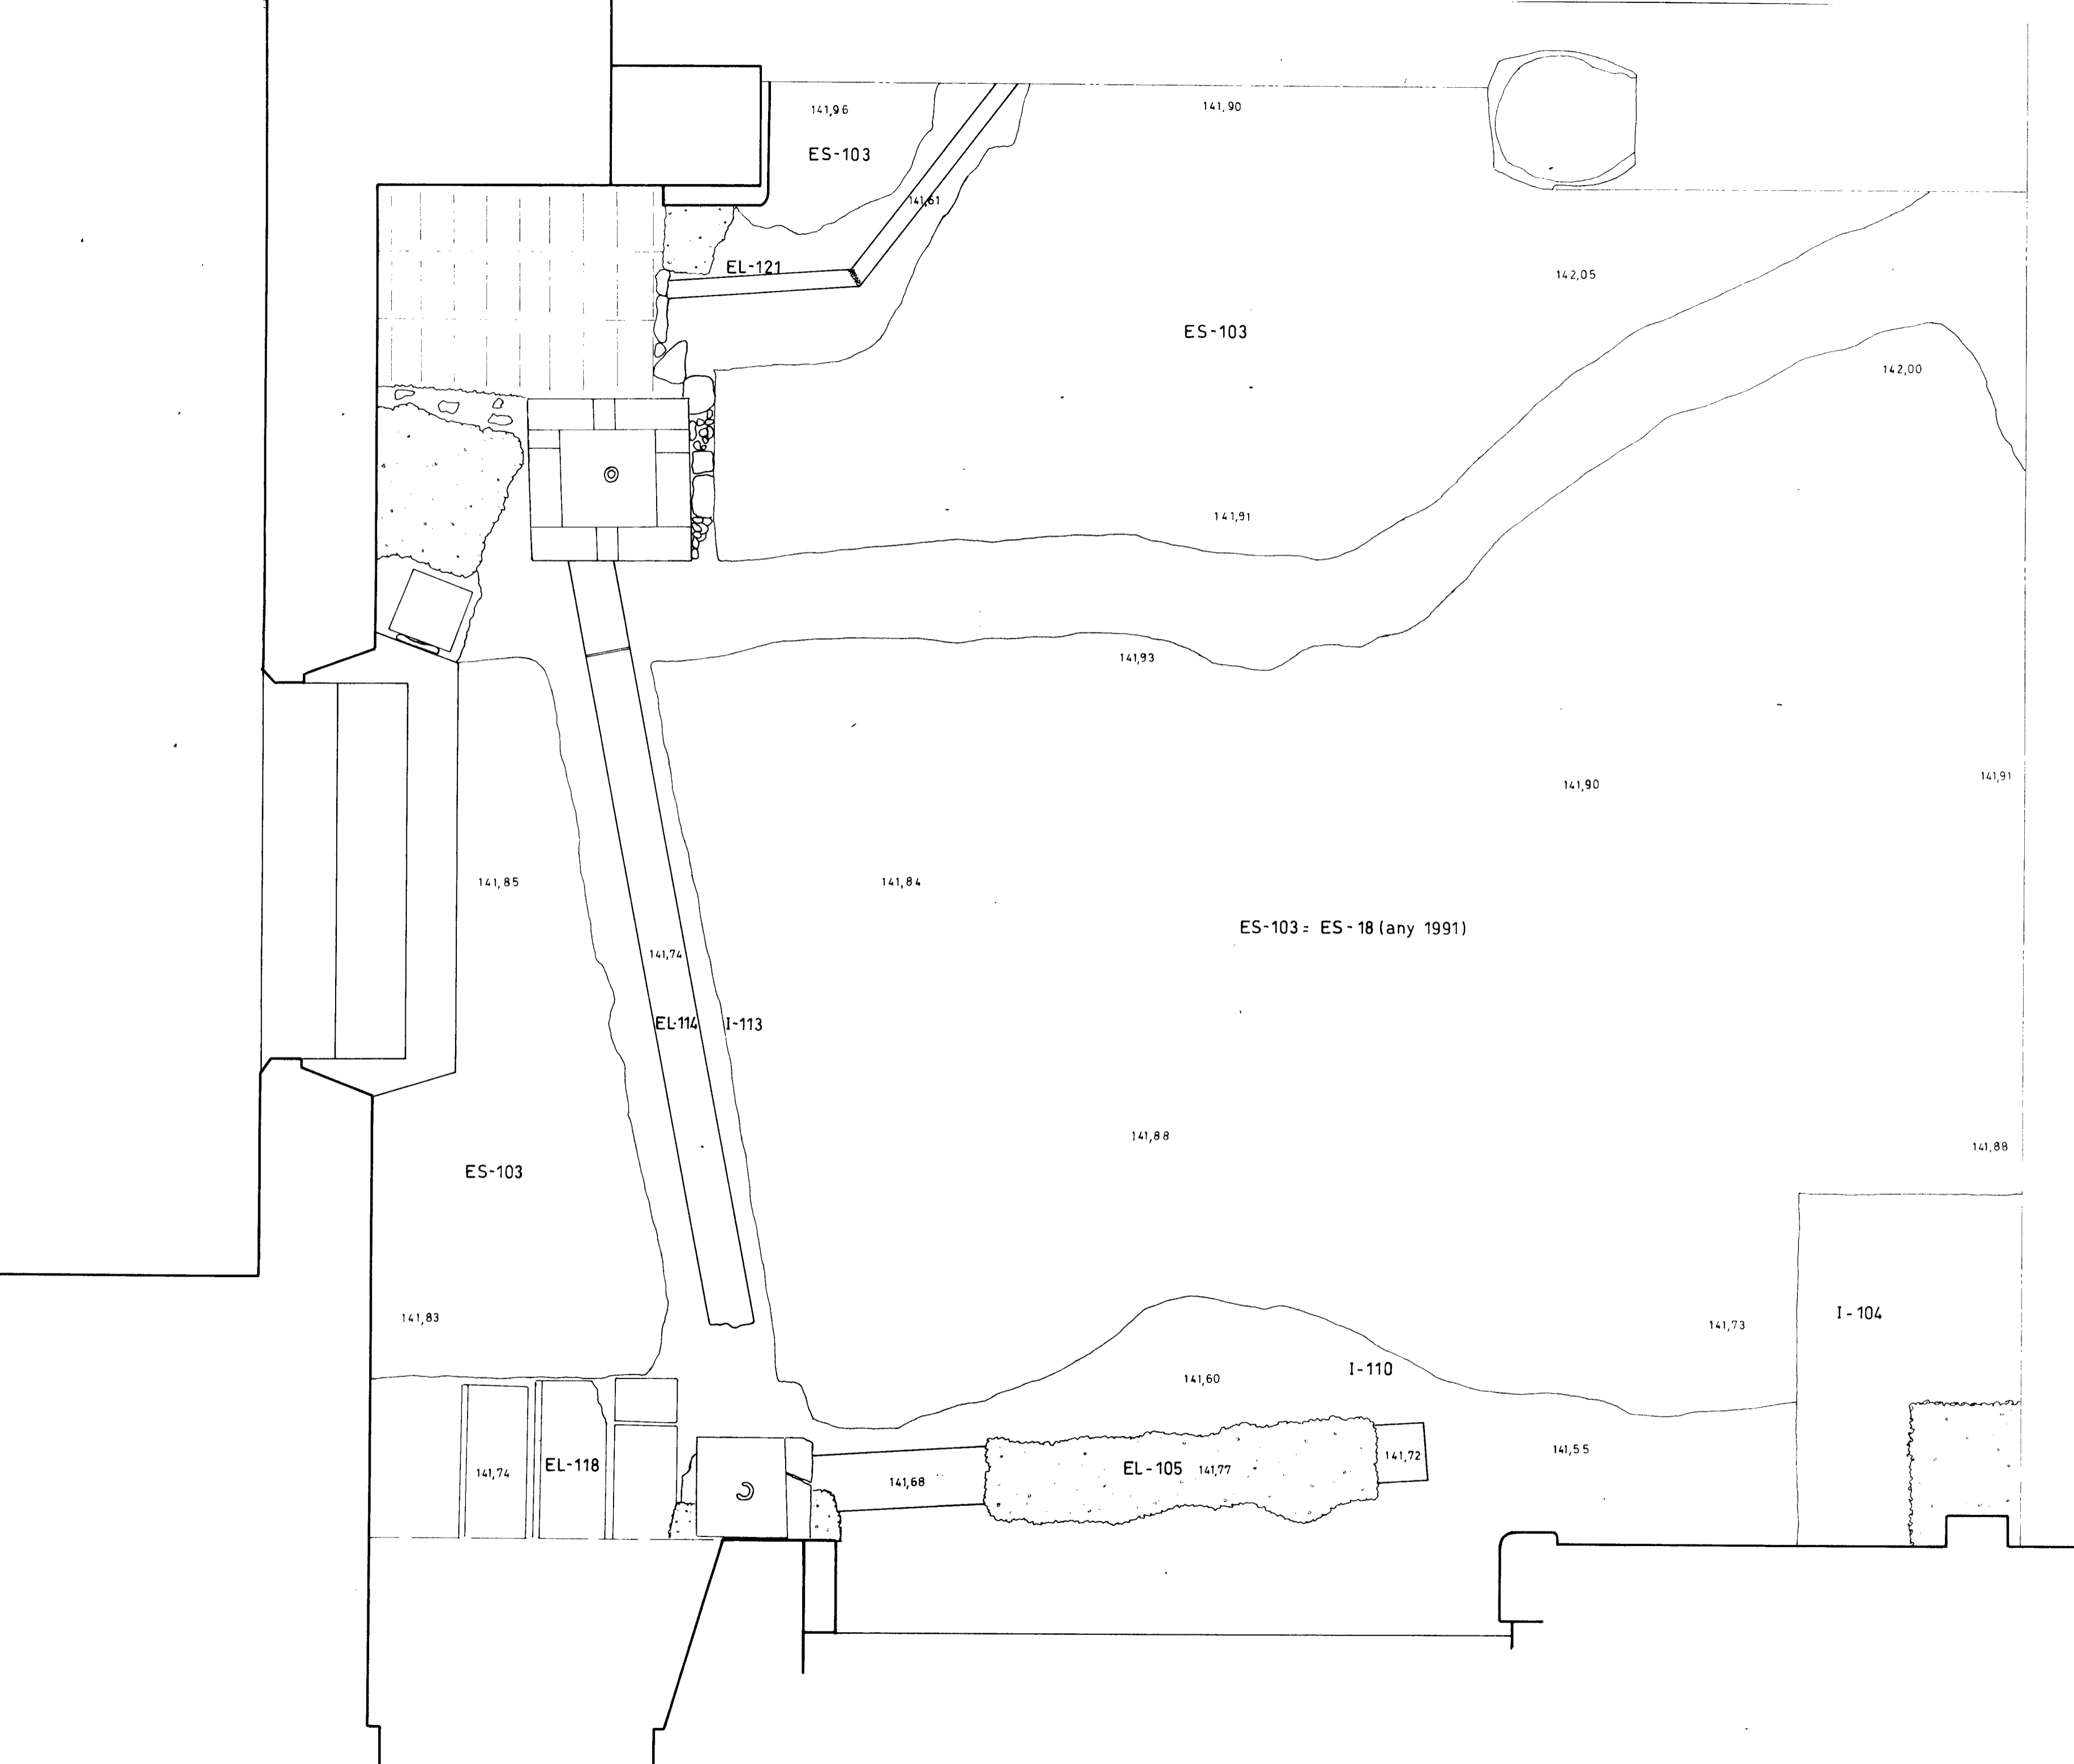 141,96
141,90
ES-103
141,61
EL-121
142,05
ES-103
142,00
141,91
141,93
141,91
141,90
141,85
141,84
ES-103 = ES-18 (any 1991)
141,74
EL-114
I-113
141,88
141,88
ES-103
I-104
141,83
141,73
I-110
141,60
141,55
141,72
EL-118
EL-105
141,77
141,74
141,68